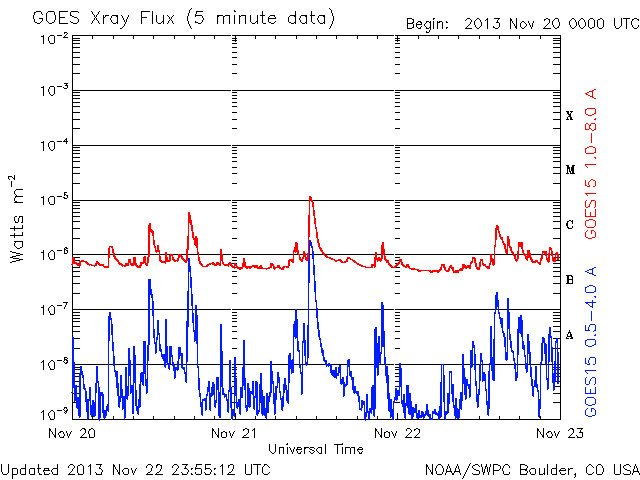 GOES Xray Flux (5 minute data)
Begin: 2013 Nov 20 0000 UTC
10⁻²
10⁻³
10⁻⁴
10⁻⁵
10⁻⁶
10⁻⁷
10⁻⁸
10⁻⁹
Watts m⁻²
X
M
C
B
A
GOES15 1.0-8.0 A
GOES15 0.5-4.0 A
Nov 20
Nov 21
Nov 22
Nov 23
Universal Time
Updated 2013 Nov 22 23:55:12 UTC
NOAA/SWPC Boulder, CO USA